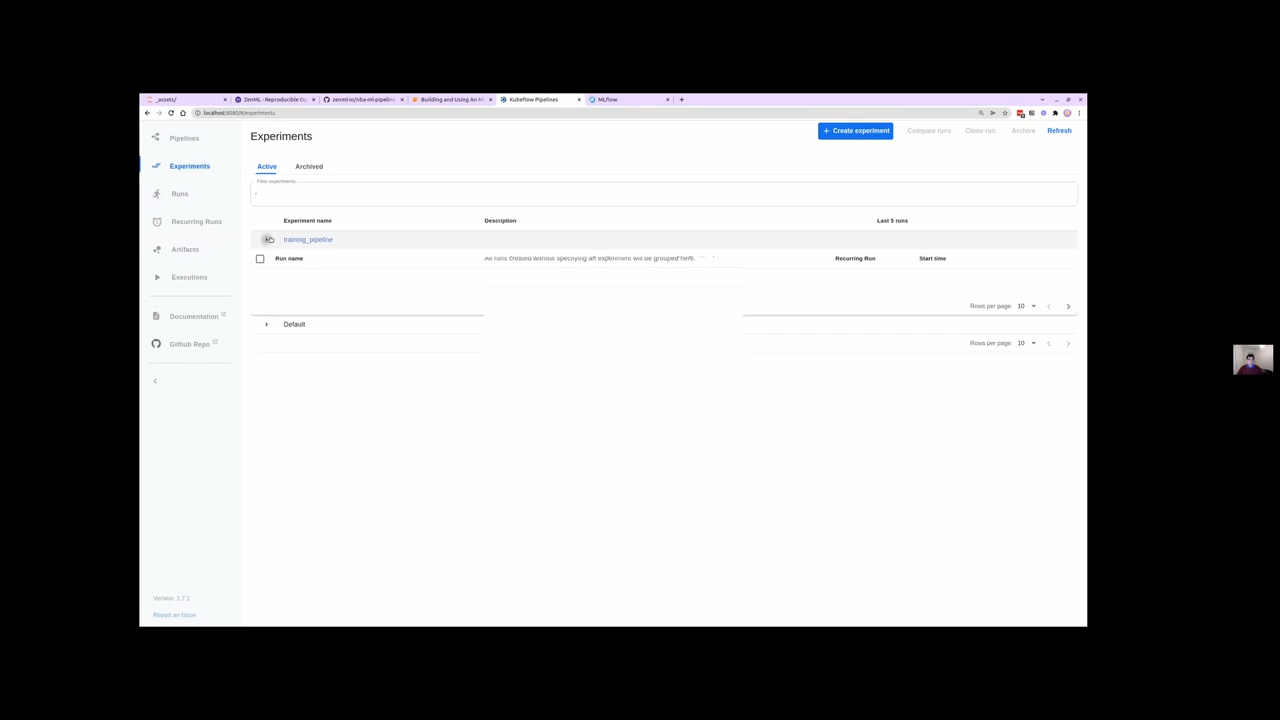 _assets/
ZenML - Reproducible Op
zenml-io/nba-ml-pipeline
Building and Using An M
Kubeflow Pipelines
MLflow
localhost:8080/#/experiments
Pipelines
Experiments
Runs
Recurring Runs
Artifacts
Executions
Documentation
Github Repo
Version: 1.7.1
Report an Issue
Experiments
+ Create experiment
Compare runs
Clone run
Archive
Refresh
Active
Archived
Filter experiments
Experiment name
Description
Last 5 runs
training_pipeline
Run name
All runs created without specifying an experiment will be grouped here.
Recurring Run
Start time
Rows per page: 10
Default
Rows per page: 10